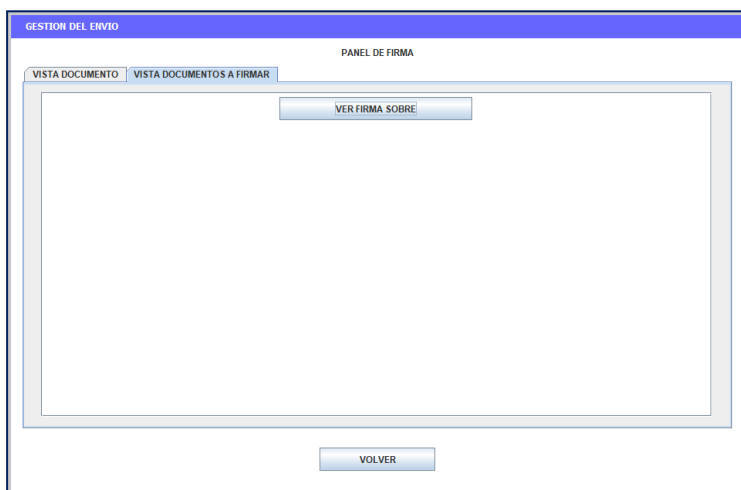 GESTION DEL ENVIO
PANEL DE FIRMA
VISTA DOCUMENTO VISTA DOCUMENTOS A FIRMAR
VER FIRMA SOBRE
VOLVER